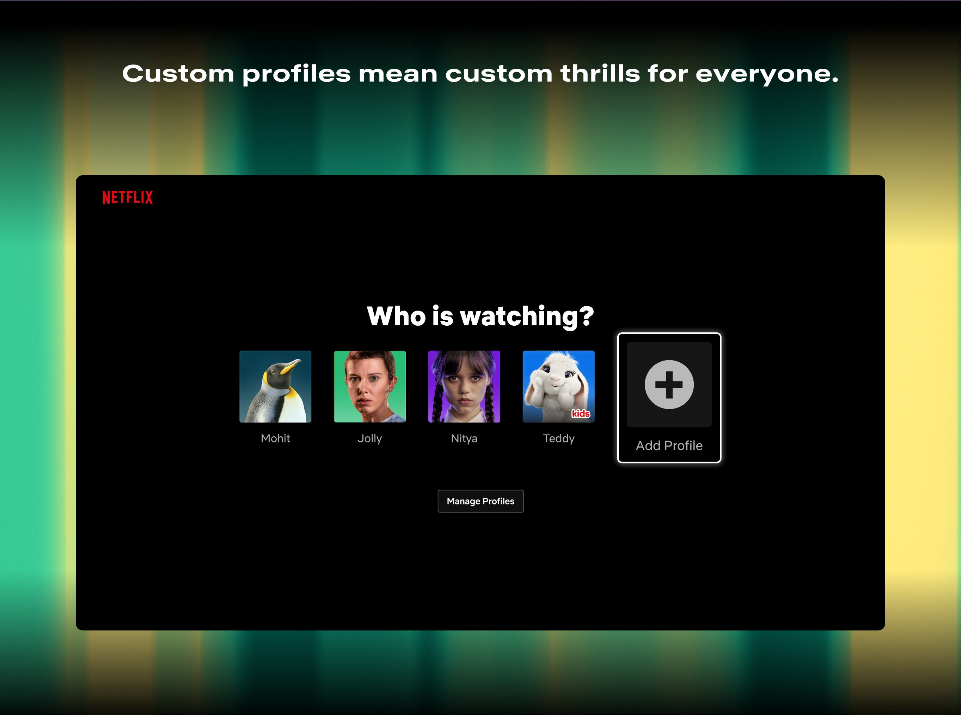 Custom profiles mean custom thrills for everyone.
NETFLIX
Who is watching?
kids
Mohit
Jolly
Nitya
Teddy
Add Profile
Manage Profiles